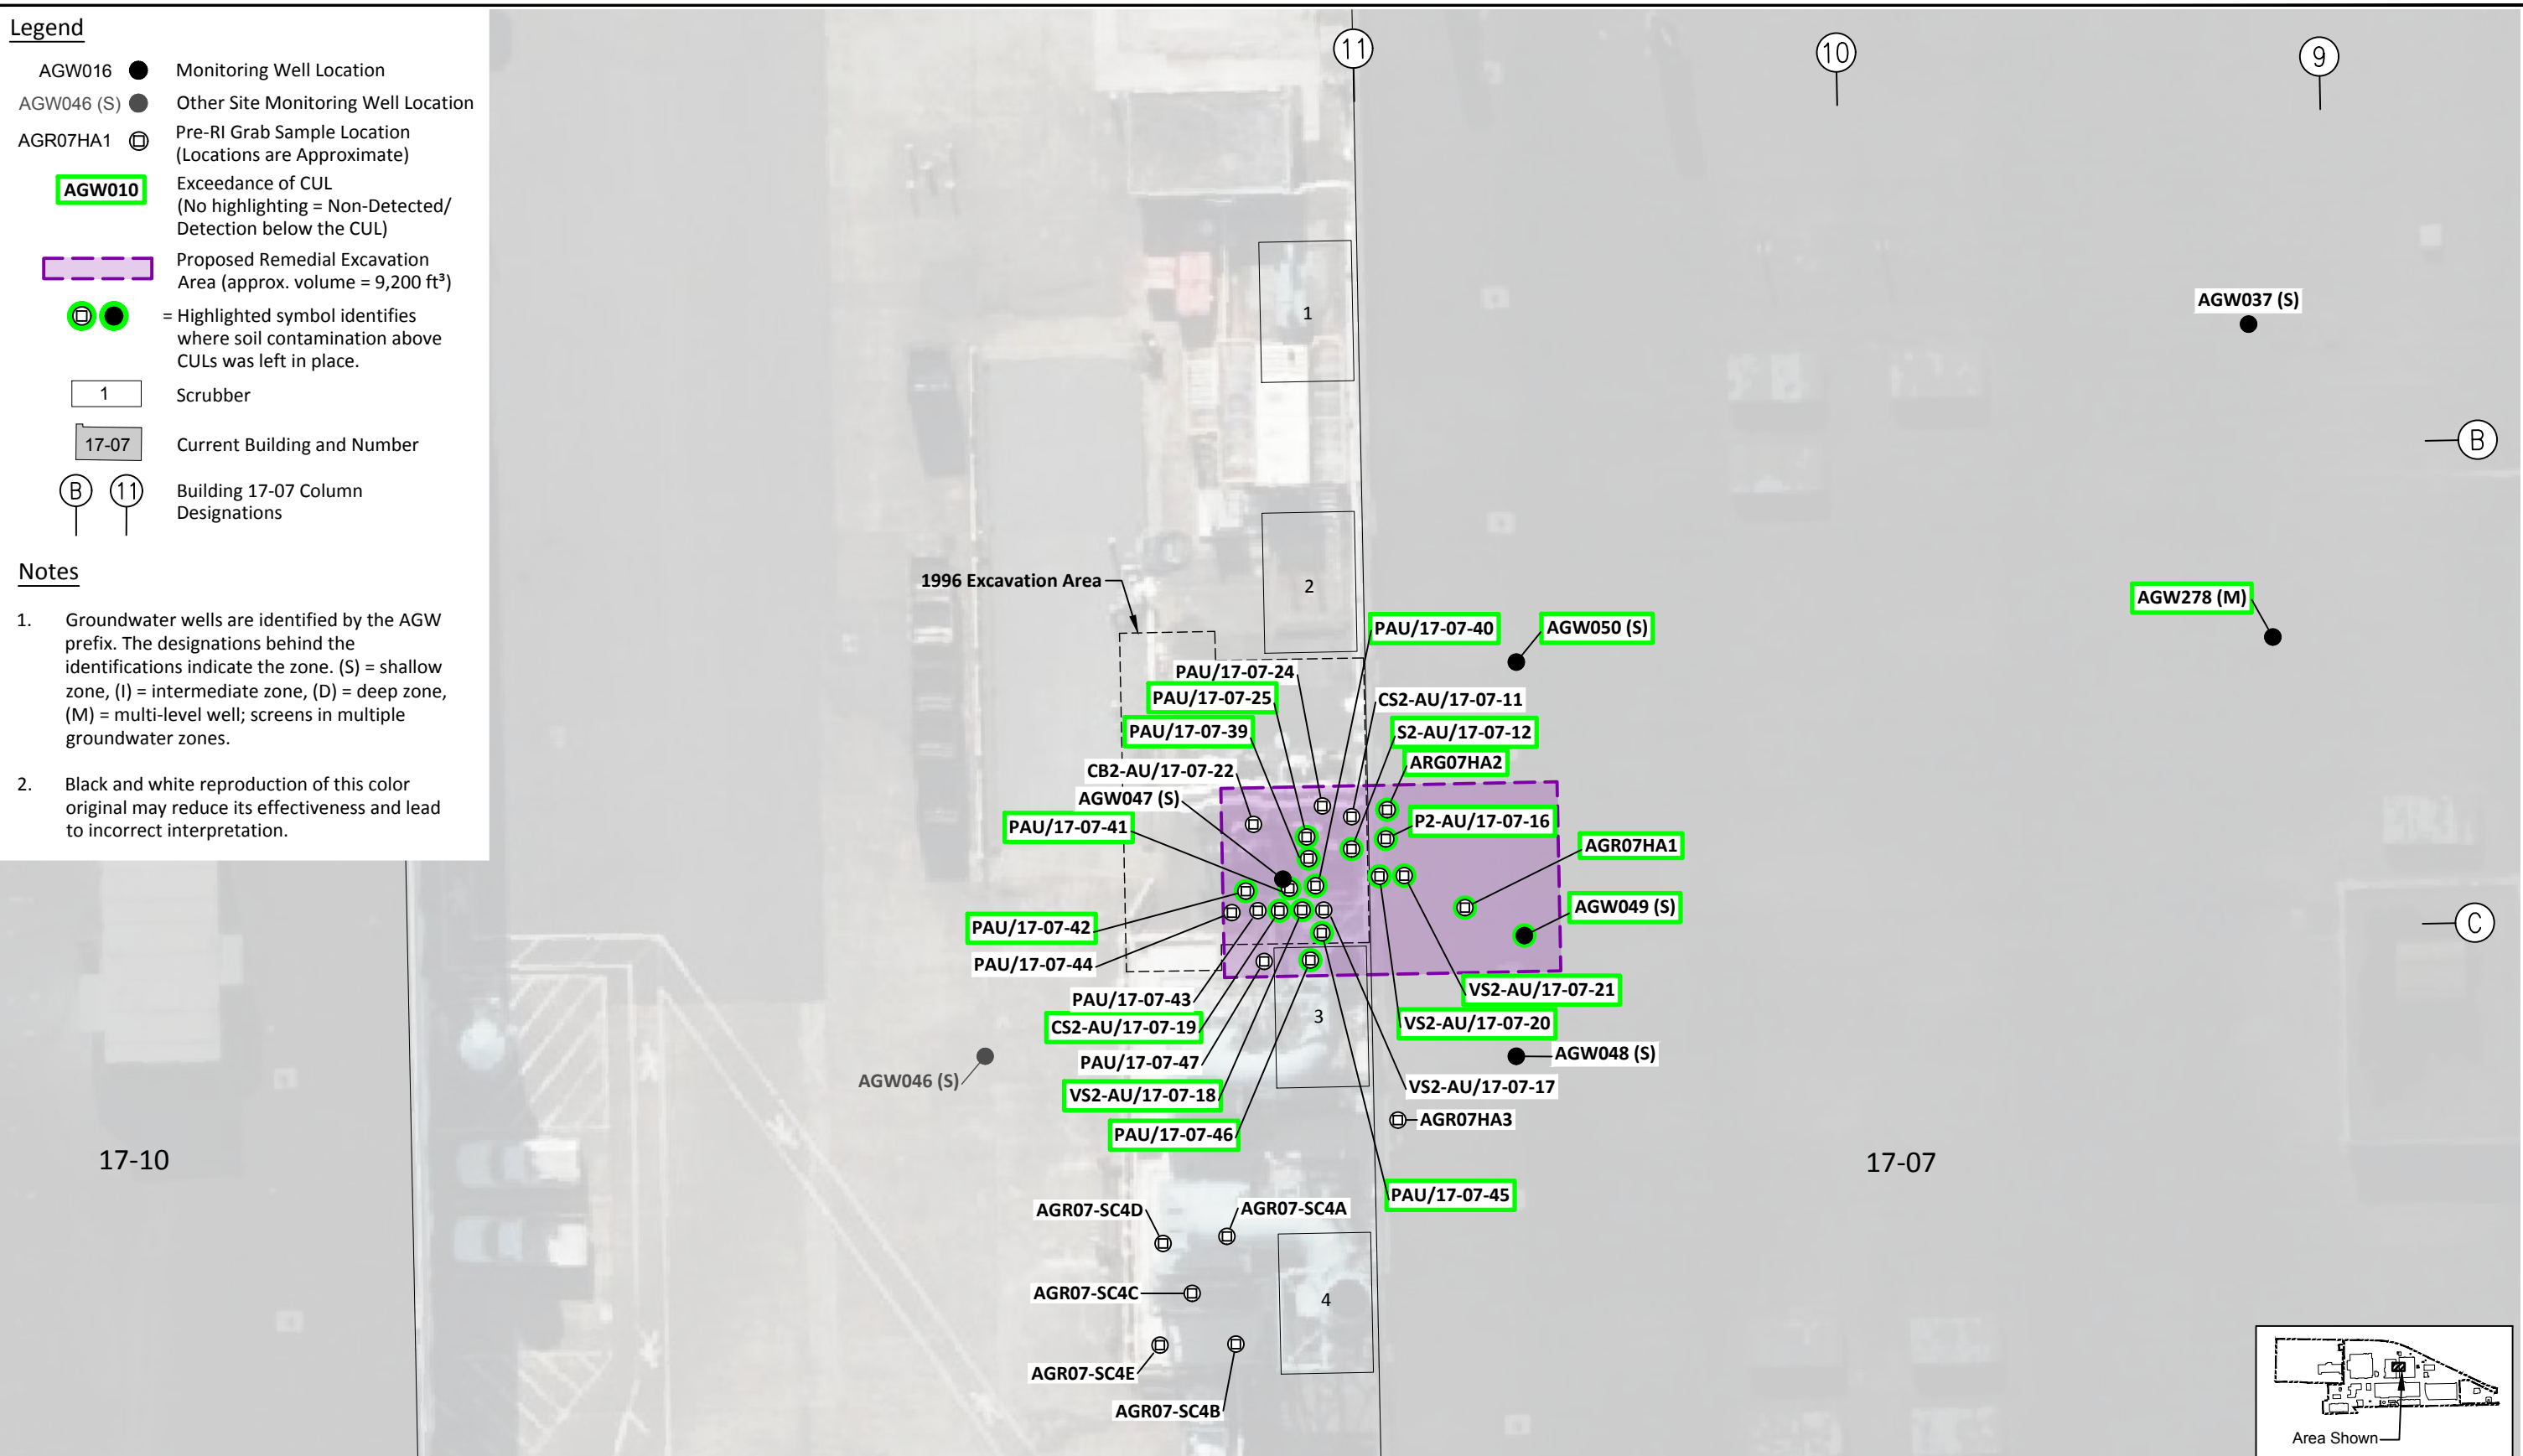 Legend
AGW016 Monitoring Well Location
AGW046 (S) Other Site Monitoring Well Location
AGR07HA1 Pre-RI Grab Sample Location
(Locations are Approximate)
AGW010 Exceedance of CUL
(No highlighting = Non-Detected/
Detection below the CUL)
Proposed Remedial Excavation
Area (approx. volume = 9,200 ft³)
= Highlighted symbol identifies
where soil contamination above
CULs was left in place.
1 Scrubber
17-07 Current Building and Number
B 11 Building 17-07 Column
Designations
Notes
1. Groundwater wells are identified by the AGW
prefix. The designations behind the
identifications indicate the zone. (S) = shallow
zone, (I) = intermediate zone, (D) = deep zone,
(M) = multi-level well; screens in multiple
groundwater zones.
2. Black and white reproduction of this color
original may reduce its effectiveness and lead
to incorrect interpretation.
11
10
9
AGW037 (S)
1
B
1996 Excavation Area
2
AGW278 (M)
PAU/17-07-40
AGW050 (S)
PAU/17-07-24
PAU/17-07-25
CS2-AU/17-07-11
PAU/17-07-39
S2-AU/17-07-12
ARG07HA2
CB2-AU/17-07-22
AGW047 (S)
PAU/17-07-41
P2-AU/17-07-16
AGR07HA1
AGW049 (S)
C
PAU/17-07-42
PAU/17-07-44
VS2-AU/17-07-21
PAU/17-07-43
3
VS2-AU/17-07-20
CS2-AU/17-07-19
AGW048 (S)
PAU/17-07-47
AGW046 (S)
VS2-AU/17-07-17
VS2-AU/17-07-18
AGR07HA3
PAU/17-07-46
17-10
17-07
PAU/17-07-45
AGR07-SC4D
AGR07-SC4A
AGR07-SC4C
4
AGR07-SC4E
AGR07-SC4B
Area Shown